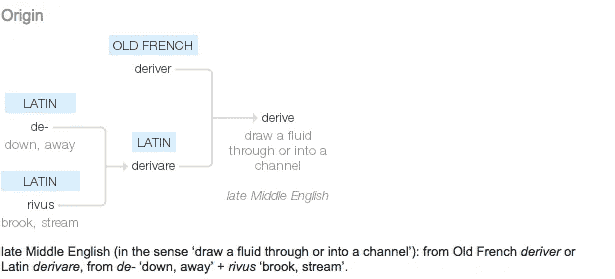 Origin
OLD FRENCH
deriver
LATIN
de-
down, away
LATIN
derivare
LATIN
rivus
brook, stream
derive
draw a fluid
through or into a
channel
late Middle English
late Middle English (in the sense ‘draw a fluid through or into a channel’): from Old French deriver or
Latin derivare, from de- ‘down, away’ + rivus ‘brook, stream’.